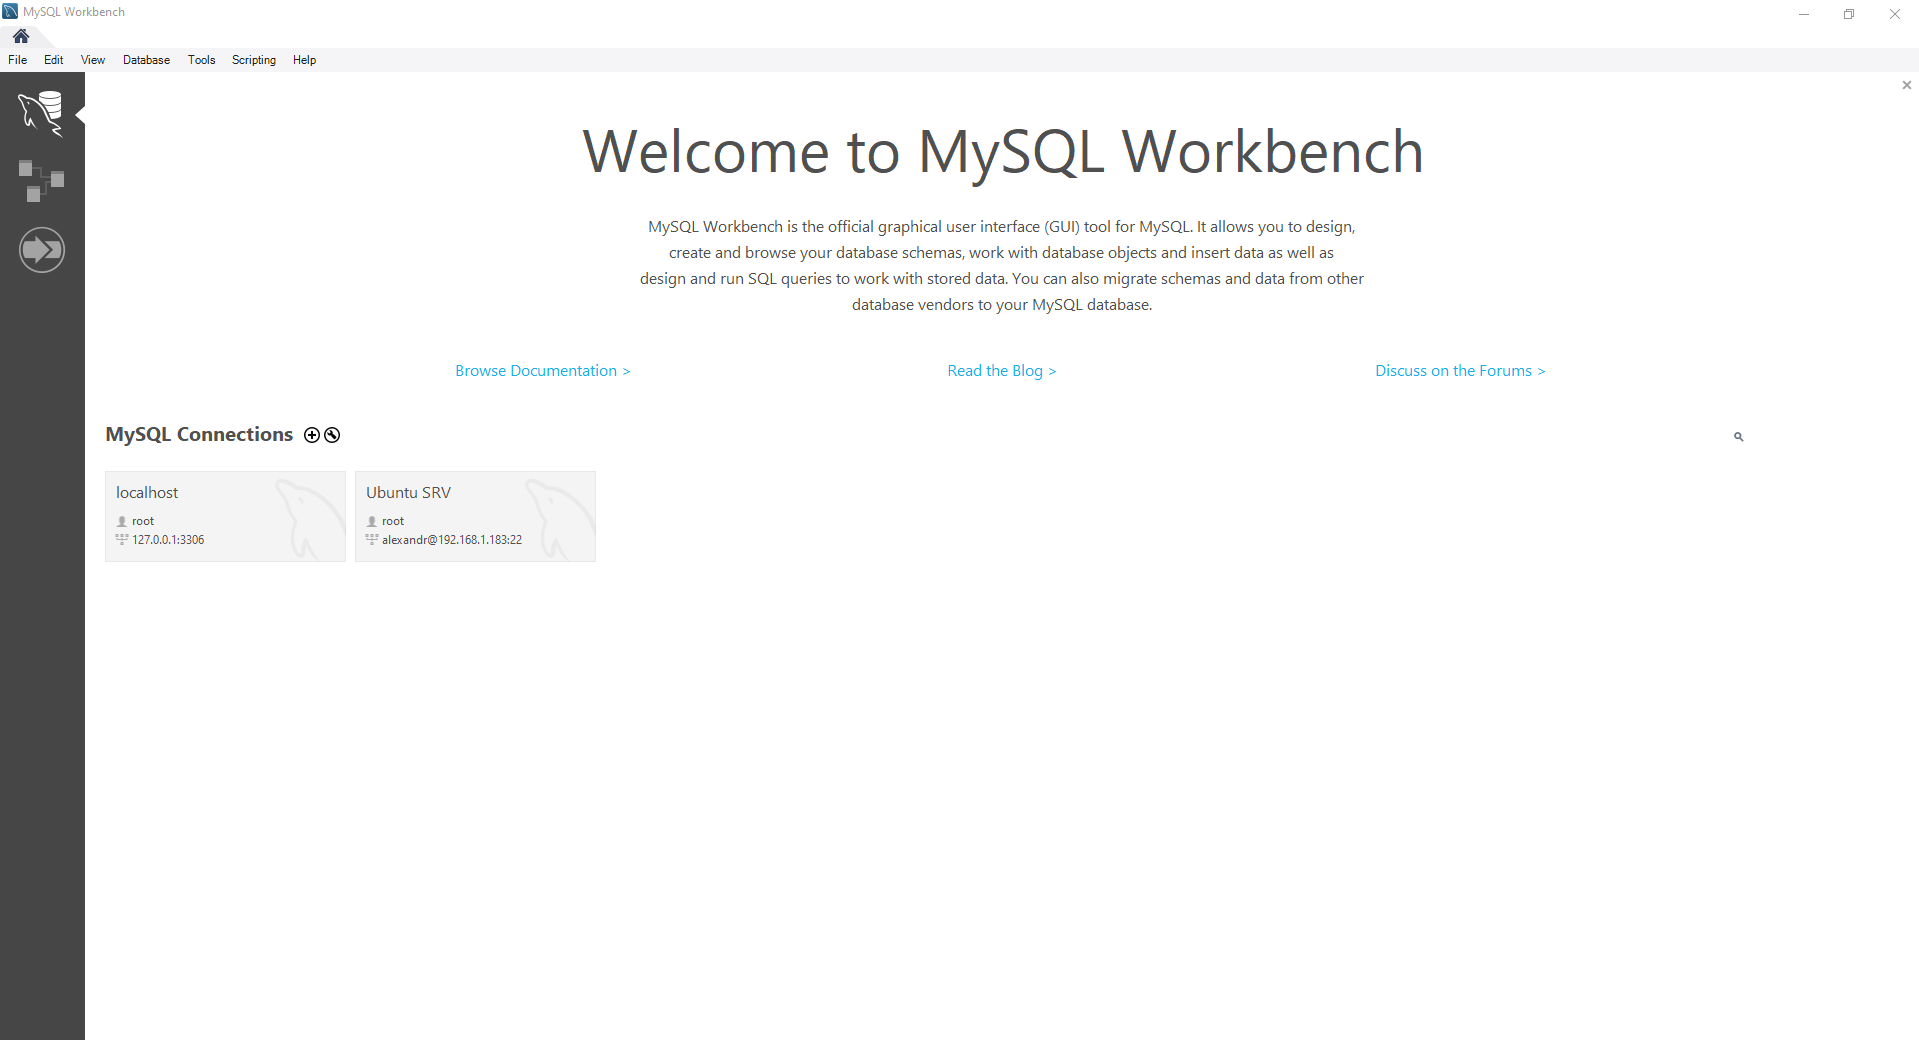 MySQL Workbench
File Edit View Database Tools Scripting Help
Welcome to MySQL Workbench
MySQL Workbench is the official graphical user interface (GUI) tool for MySQL. It allows you to design,
create and browse your database schemas, work with database objects and insert data as well as
design and run SQL queries to work with stored data. You can also migrate schemas and data from other
database vendors to your MySQL database.
Browse Documentation > Read the Blog > Discuss on the Forums >
MySQL Connections
localhost
root
127.0.0.1:3306
Ubuntu SRV
root
alexandr@192.168.1.183:22